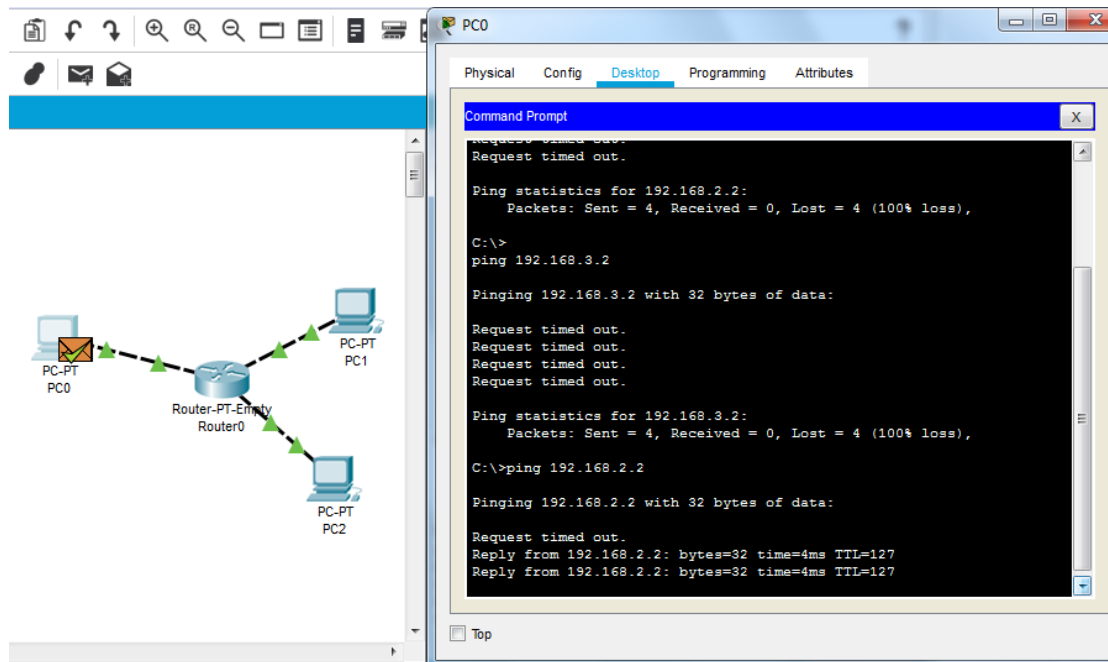 PC0
Physical Config Desktop Programming Attributes
Command Prompt
X
Request timed out.
Request timed out.
Ping statistics for 192.168.2.2:
Packets: Sent = 4, Received = 0, Lost = 4 (100% loss),
C:\>
ping 192.168.3.2
Pinging 192.168.3.2 with 32 bytes of data:
Request timed out.
Request timed out.
Request timed out.
Request timed out.
Ping statistics for 192.168.3.2:
Packets: Sent = 4, Received = 0, Lost = 4 (100% loss),
C:\>ping 192.168.2.2
Pinging 192.168.2.2 with 32 bytes of data:
Request timed out.
Reply from 192.168.2.2: bytes=32 time=4ms TTL=127
Reply from 192.168.2.2: bytes=32 time=4ms TTL=127
Top
PC-PT
PC0
PC-PT
PC1
Router-PT-Empty
Router0
PC-PT
PC2